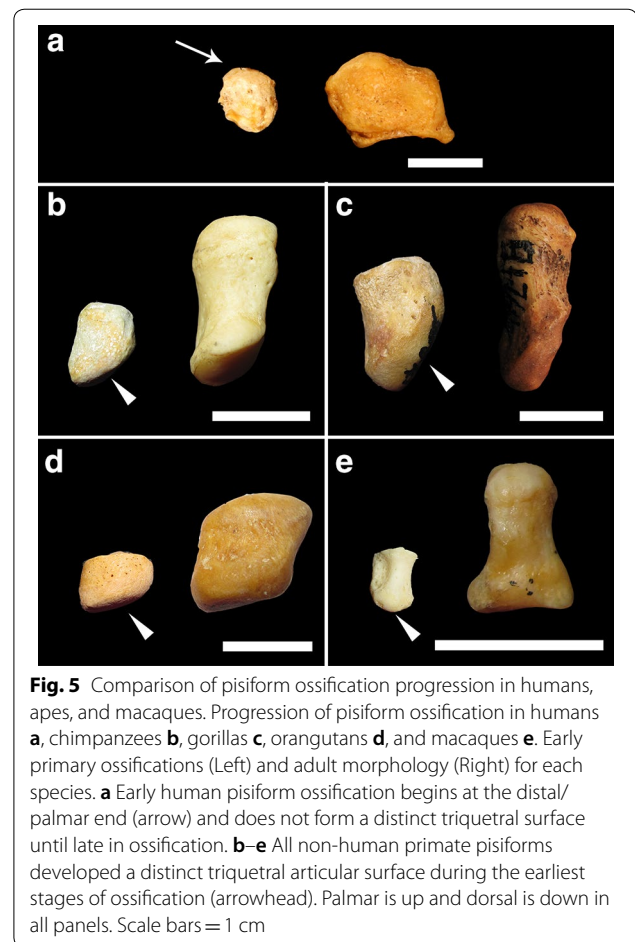 a
b
c
d
e
Fig. 5 Comparison of pisiform ossification progression in humans,
apes, and macaques. Progression of pisiform ossification in humans
a, chimpanzees b, gorillas c, orangutans d, and macaques e. Early
primary ossifications (Left) and adult morphology (Right) for each
species. a Early human pisiform ossification begins at the distal/
palmar end (arrow) and does not form a distinct triquetral surface
until late in ossification. b–e All non-human primate pisiforms
developed a distinct triquetral articular surface during the earliest
stages of ossification (arrowhead). Palmar is up and dorsal is down in
all panels. Scale bars = 1 cm